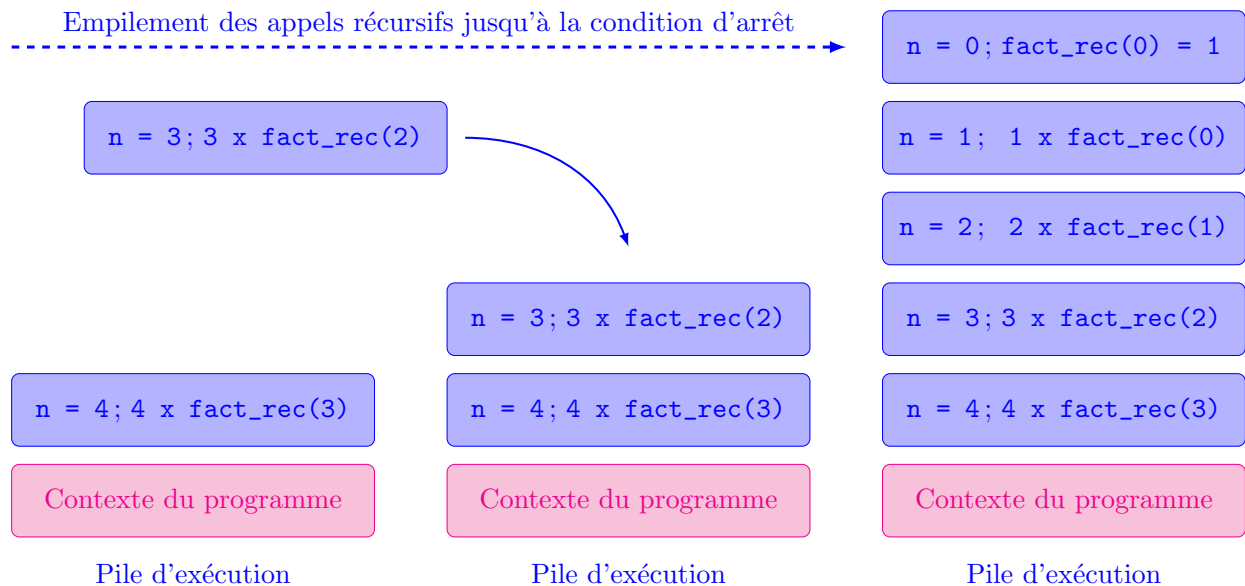 Empilement des appels récursifs jusqu'à la condition d'arrêt
n = 3; 3 x fact_rec(2)
n = 4; 4 x fact_rec(3)
Contexte du programme
Pile d'exécution
n = 3; 3 x fact_rec(2)
n = 4; 4 x fact_rec(3)
Contexte du programme
Pile d'exécution
n = 0; fact_rec(0) = 1
n = 1; 1 x fact_rec(0)
n = 2; 2 x fact_rec(1)
n = 3; 3 x fact_rec(2)
n = 4; 4 x fact_rec(3)
Contexte du programme
Pile d'exécution